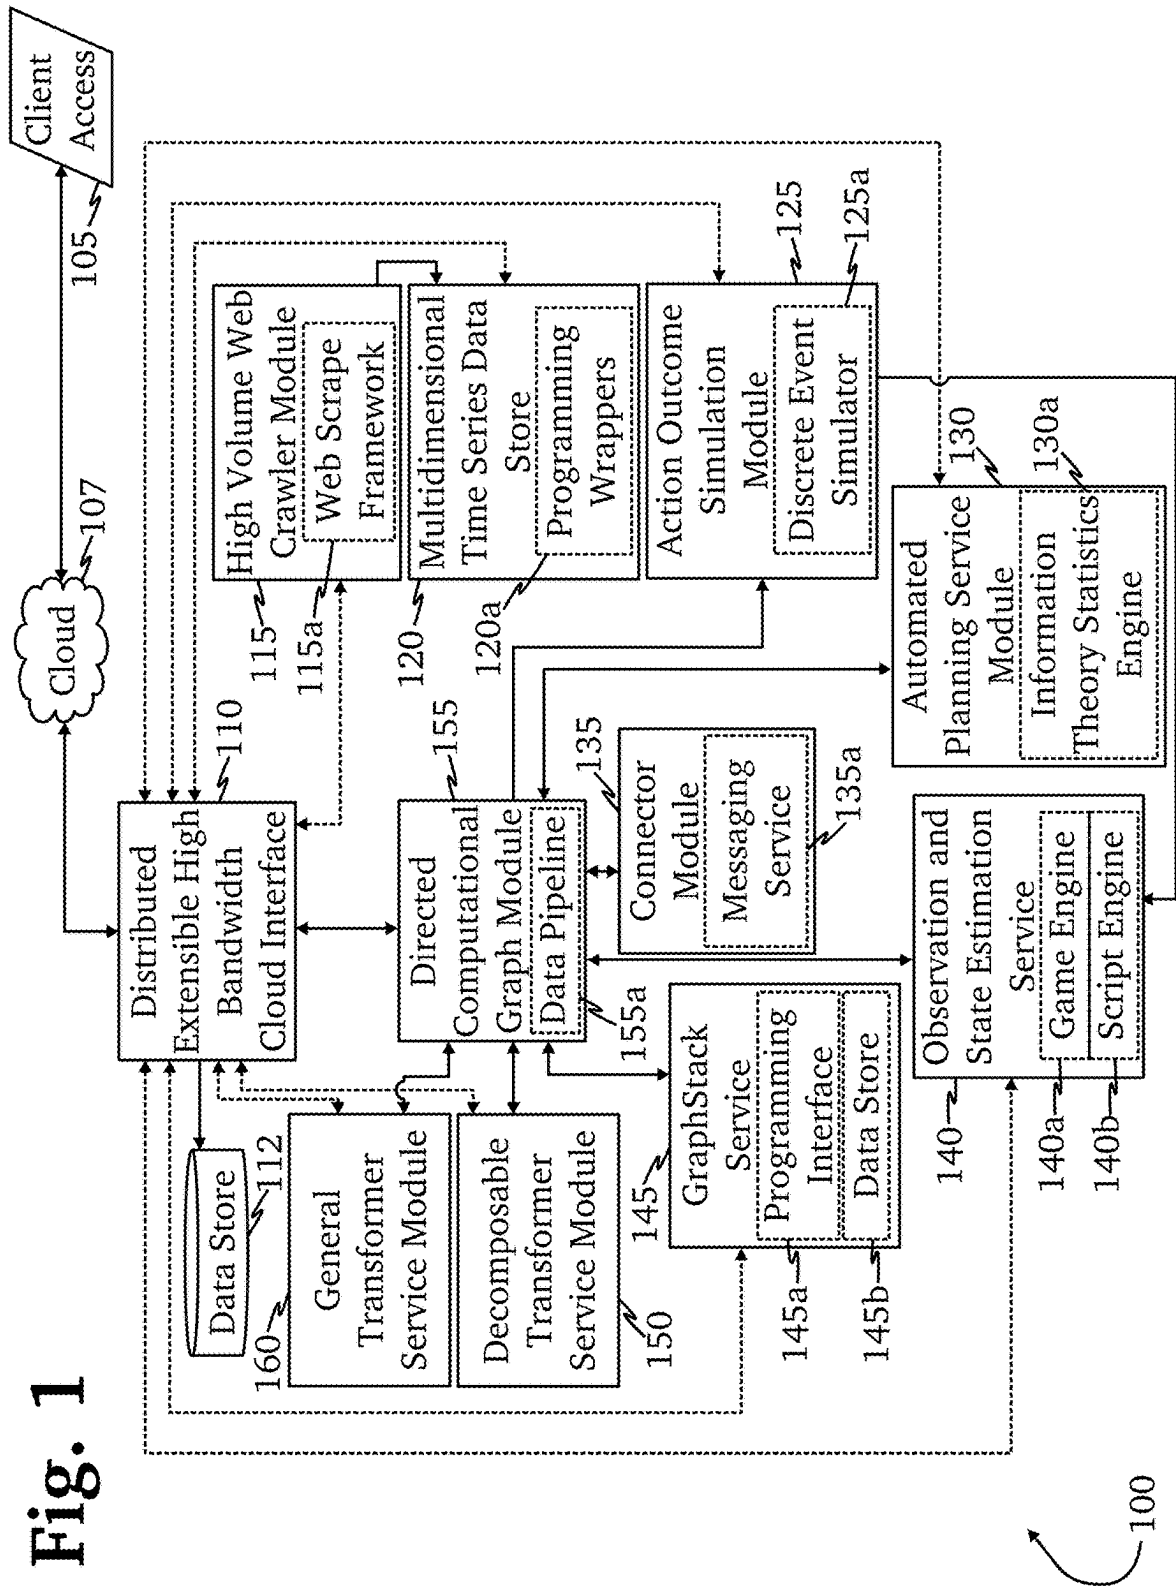 Fig. 1
Client
Access
105
Cloud
107
Distributed
Extensible High
Bandwidth
Cloud Interface
110
Data Store
112
High Volume Web
Crawler Module
Web Scrape
Framework
115
115a
Multidimensional
Time Series Data
Store
Programming
Wrappers
120
120a
Action Outcome
Simulation
Module
Discrete Event
Simulator
125
125a
General
Transformer
Service Module
160
Decomposable
Transformer
Service Module
150
Directed
Computational
Graph Module
Data Pipeline
155
155a
Connector
Module
Messaging
Service
135
135a
Automated
Planning Service
Module
Information
Theory Statistics
Engine
130
130a
GraphStack
Service
Programming
Interface
Data Store
145
145a
145b
Observation and
State Estimation
Service
Game Engine
Script Engine
140
140a
140b
100